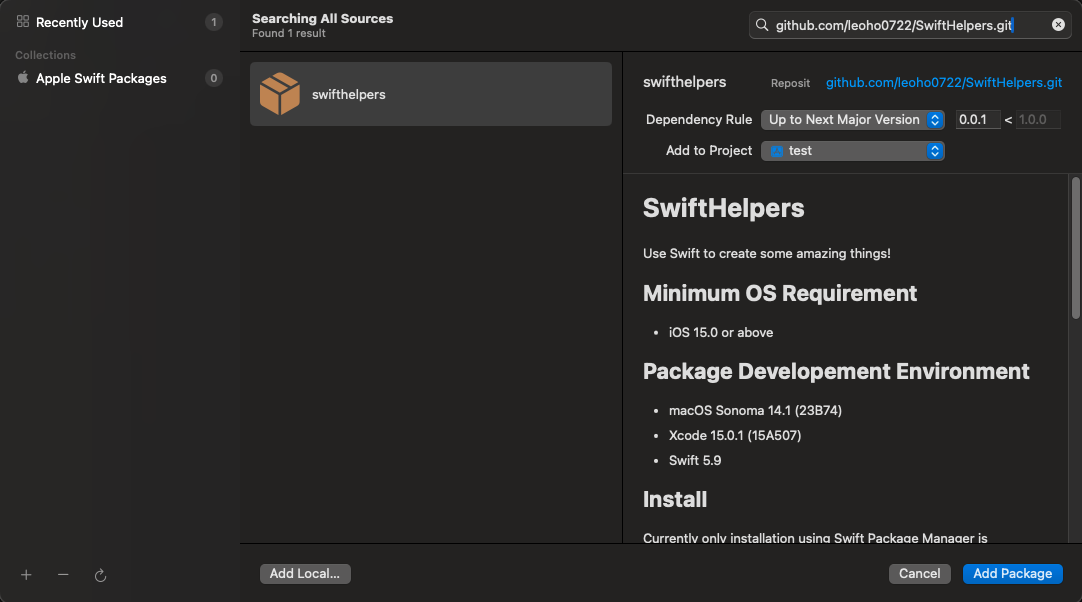 Recently Used 1
Collections
Apple Swift Packages 0
Searching All Sources
Found 1 result
github.com/leoho0722/SwiftHelpers.git
swifthelpers
swifthelpers Reposit github.com/leoho0722/SwiftHelpers.git
Dependency Rule Up to Next Major Version 0.0.1 < 1.0.0
Add to Project test
SwiftHelpers
Use Swift to create some amazing things!
Minimum OS Requirement
• iOS 15.0 or above
Package Developement Environment
• macOS Sonoma 14.1 (23B74)
• Xcode 15.0.1 (15A507)
• Swift 5.9
Install
Currently only installation using Swift Package Manager is
Add Local... Cancel Add Package